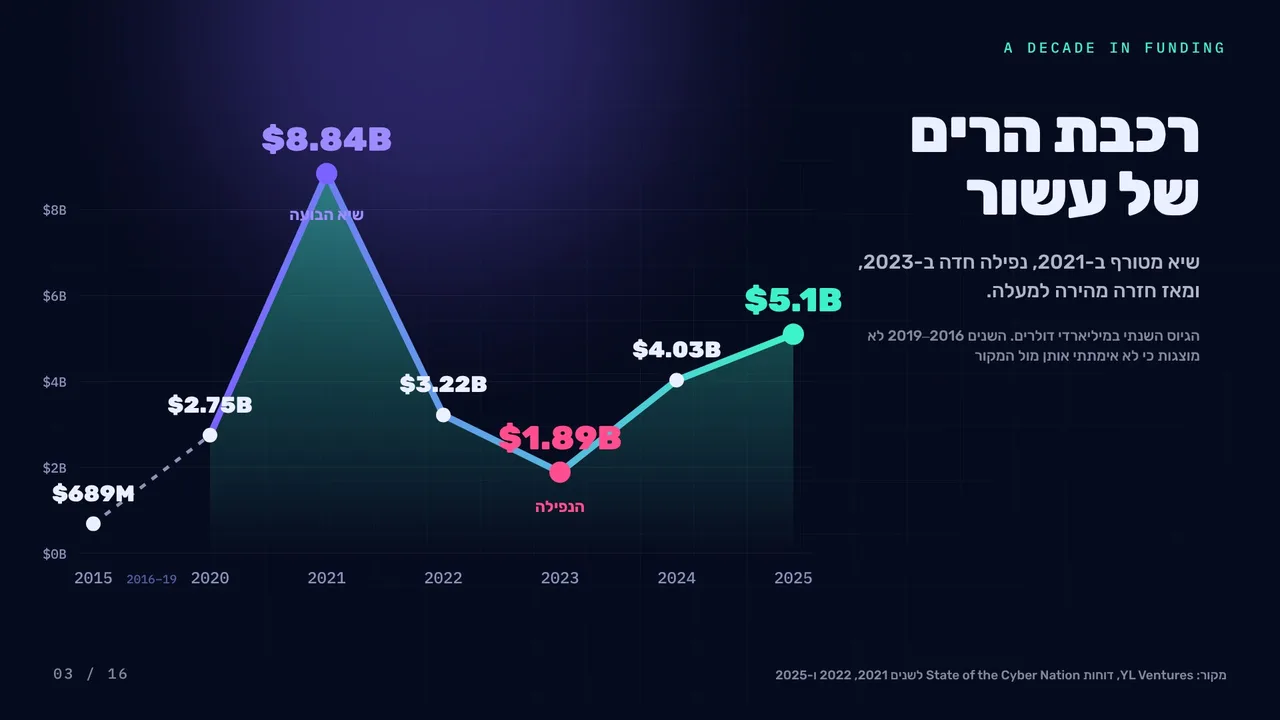 A DECADE IN FUNDING
רכבת הרים
של עשור
שיא מטורף ב-2021, נפילה חדה ב-2023,
ומאז חזרה מהירה למעלה.
הגיוס השנתי במיליארדי דולרים. השנים 2016–2019 לא
מוצגות כי לא אימתתי אותן מול המקור
$8.84B
שיא הבועה
$8B
$6B
$5.1B
$4.03B
$4B
$3.22B
$2.75B
$1.89B
$2B
$689M
הנפילה
$0B
2015 2016–19 2020 2021 2022 2023 2024 2025
03 / 16
מקור: YL Ventures, דוחות State of the Cyber Nation לשנים 2021, 2022 ו-2025